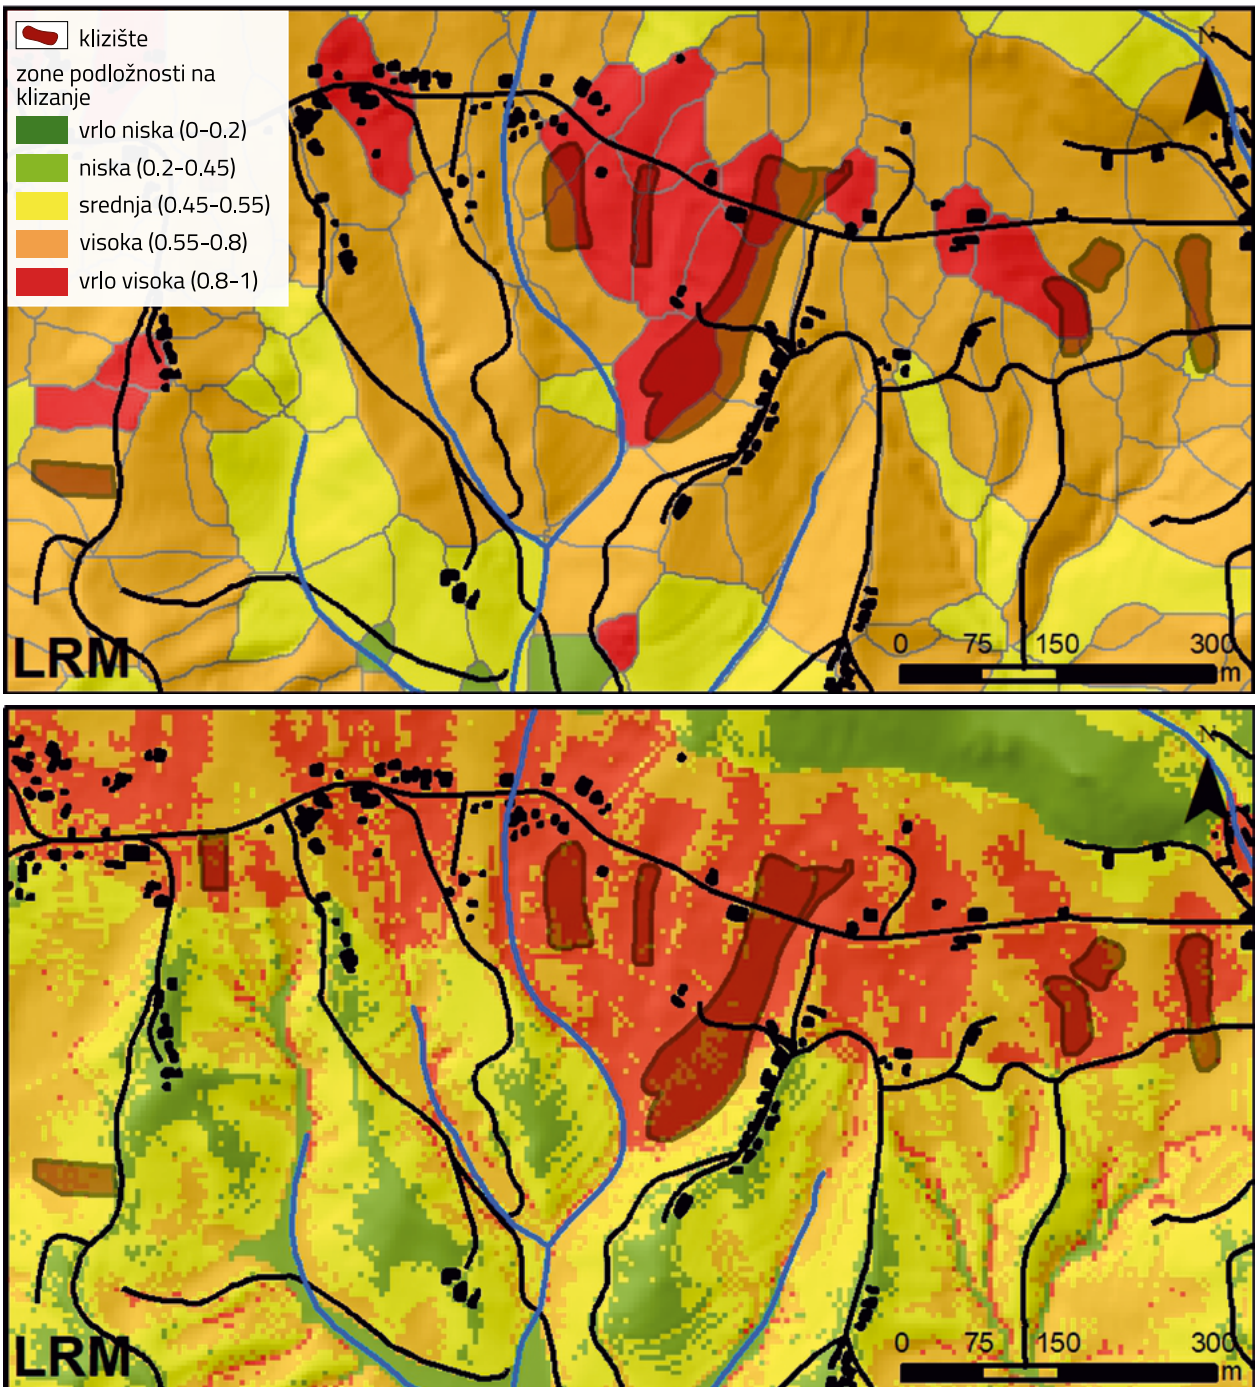 klizište
zone podložnosti na
klizanje
vrlo niska (0-0.2)
niska (0.2-0.45)
srednja (0.45-0.55)
visoka (0.55-0.8)
vrlo visoka (0.8-1)
N
LRM
0 75 150 300
m
N
LRM
0 75 150 300
m